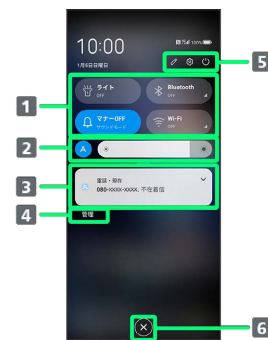 10:00
100%
1月6日日曜日
5
1
ライト
OFF
Bluetooth
OFF
マナーOFF
サウンドモード
Wi-Fi
OFF
2
A
3
電話・現在
080-XXXX-XXXX: 不在着信
4
管理
6